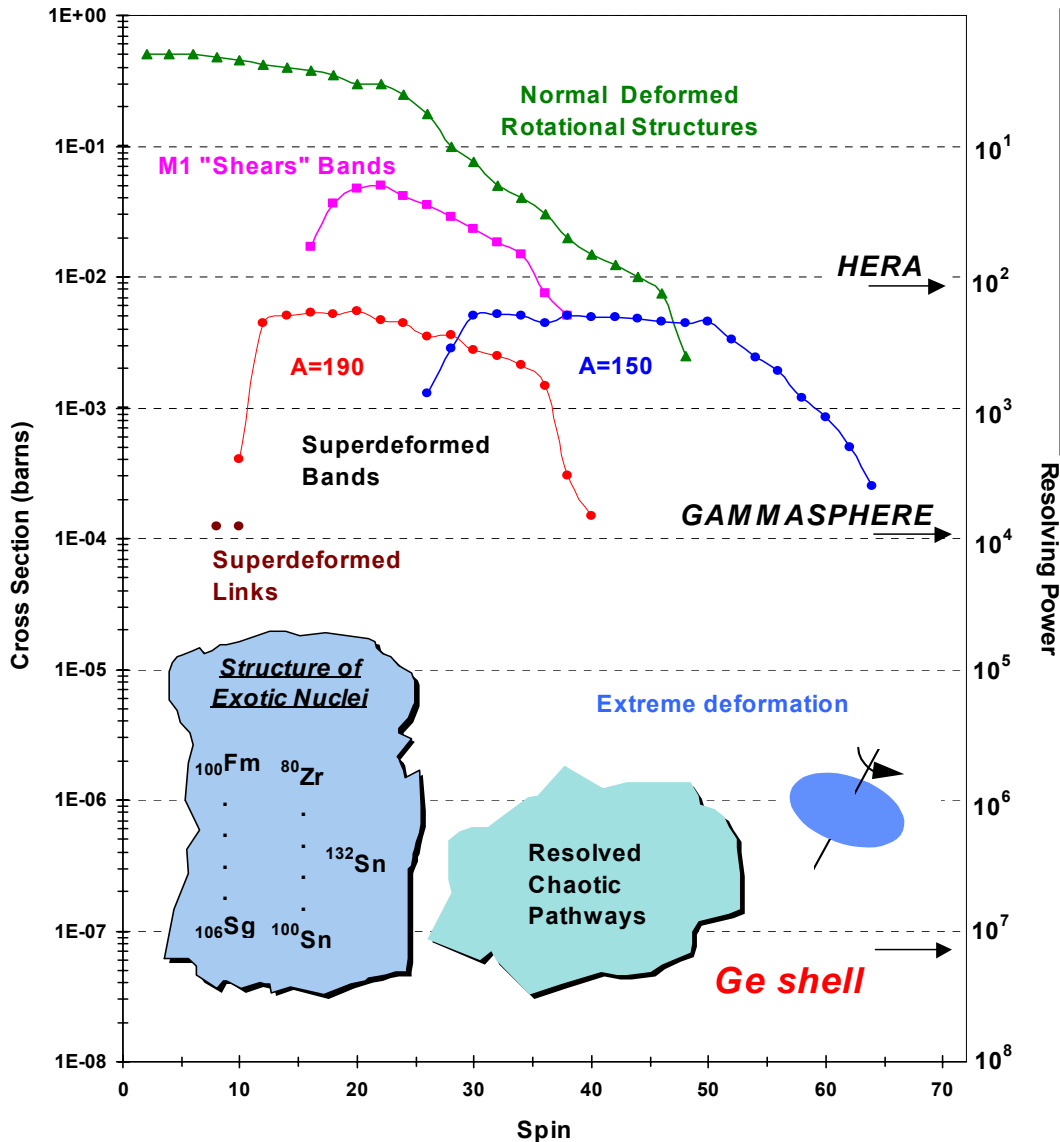 1E+00
1E-01
1E-02
1E-03
1E-04
1E-05
1E-06
1E-07
1E-08
Cross Section (barns)
Normal Deformed
Rotational Structures
M1 "Shears" Bands
HERA
A=190
A=150
Superdeformed
Bands
GAMMASPHERE
Superdeformed
Links
Structure of
Exotic Nuclei
100Fm 80Zr
132Sn
106Sg 100Sn
Extreme deformation
Resolved
Chaotic
Pathways
Ge shell
10^1
10^2
10^3
10^4
10^5
10^6
10^7
10^8
Resolving Power
0 10 20 30 40 50 60 70
Spin